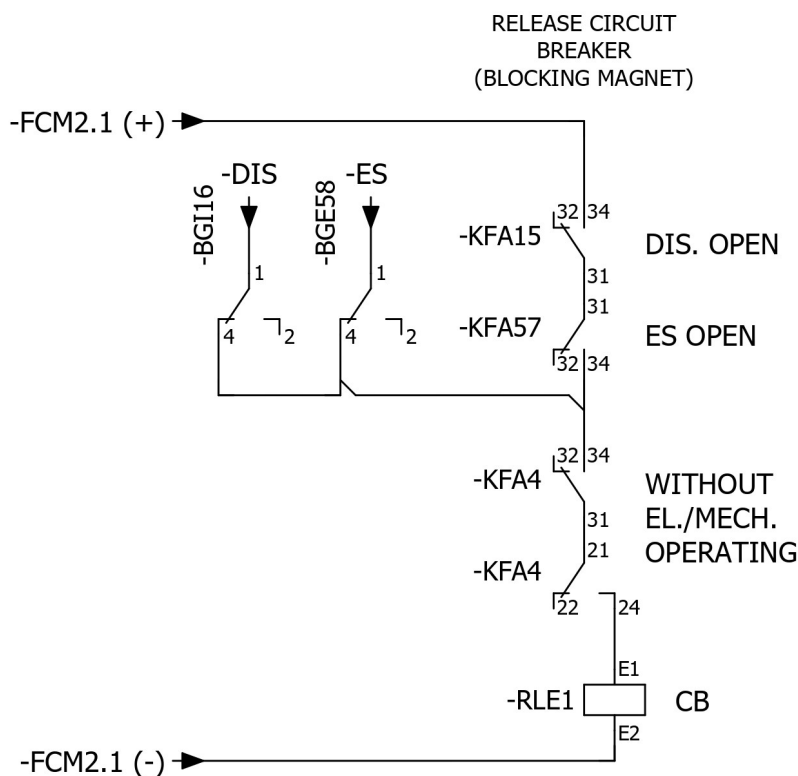 RELEASE CIRCUIT
BREAKER
(BLOCKING MAGNET)
-FCM2.1 (+)
-DIS
-ES
-BGI16
-BGE58
1
1
4
2
4
2
32 34
-KFA15
DIS. OPEN
31
31
-KFA57
ES OPEN
32 34
32 34
-KFA4
WITHOUT
EL./MECH.
OPERATING
31
21
-KFA4
22
24
E1
-RLE1
CB
E2
-FCM2.1 (-)